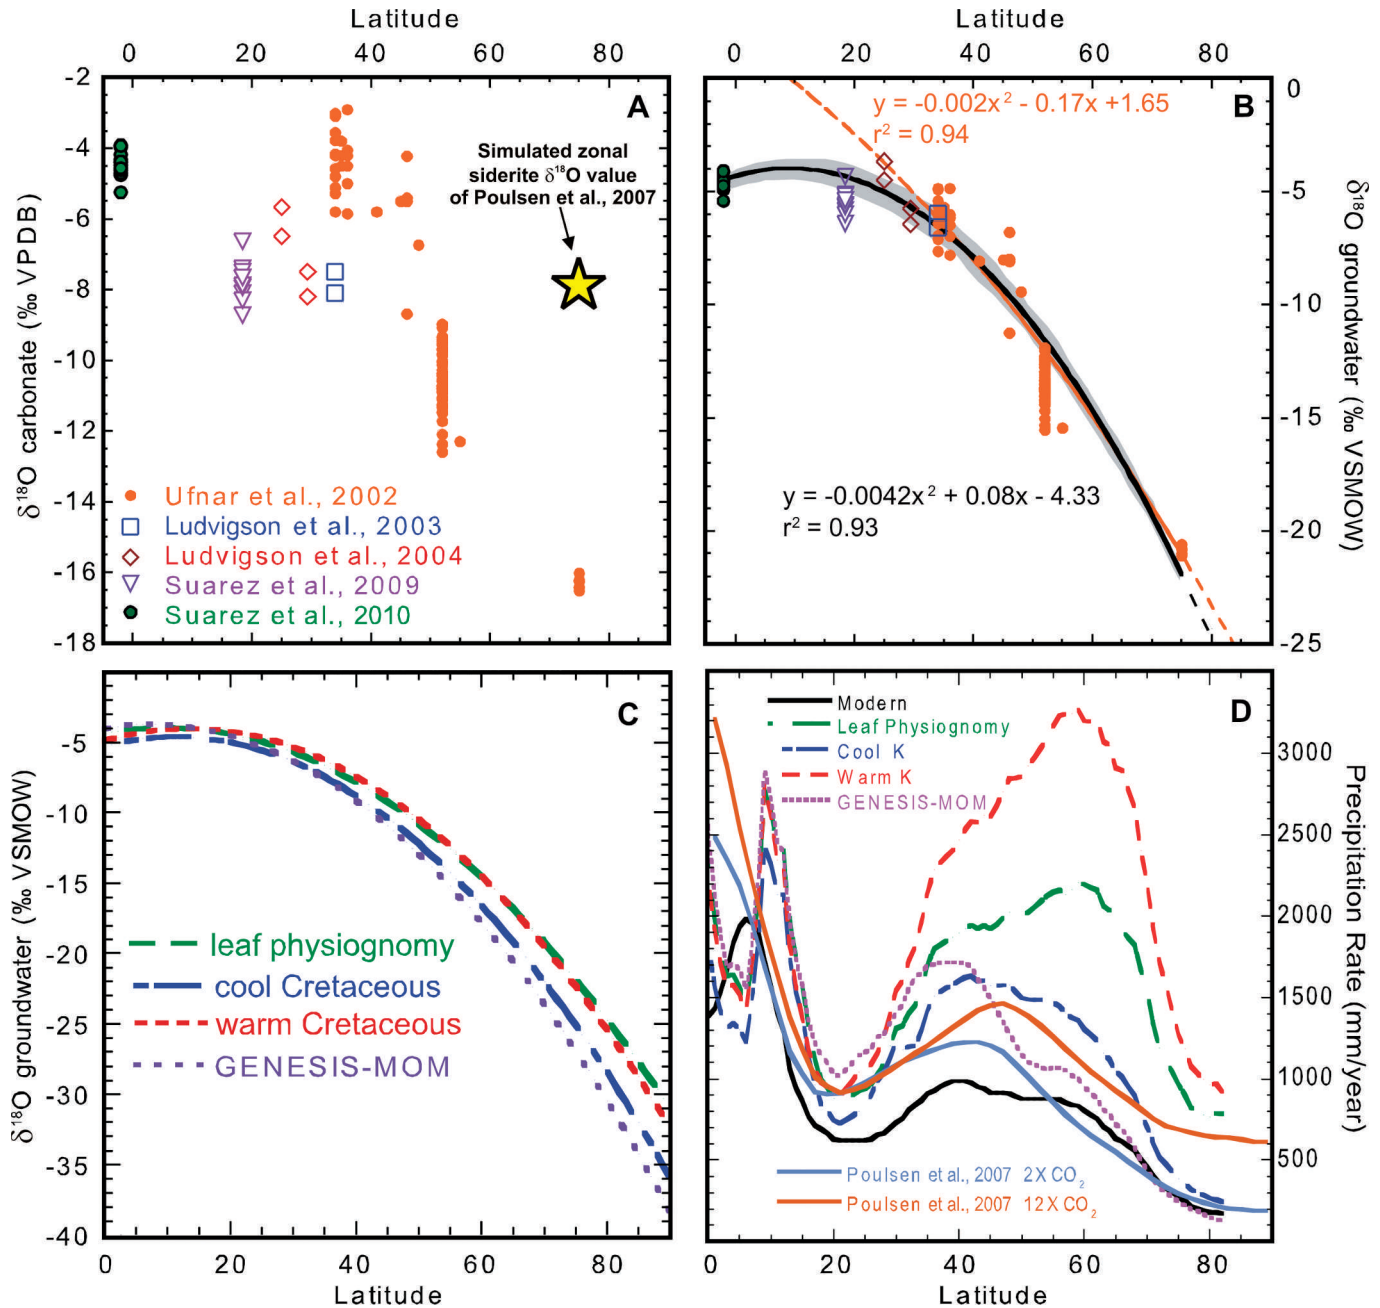 Latitude
0 20 40 60 80
A
-2
-4
-6
-8
-10
-12
-14
-16
-18
δ¹⁸O carbonate (‰ VPDB)
Simulated zonal
siderite δ¹⁸O value
of Poulsen et al., 2007
Ufnar et al., 2002
Ludvigson et al., 2003
Ludvigson et al., 2004
Suarez et al., 2009
Suarez et al., 2010
Latitude
0 20 40 60 80
B
y = -0.002x² - 0.17x +1.65
r² = 0.94
y = -0.0042x² + 0.08x - 4.33
r² = 0.93
0
-5
-10
-15
-20
-25
δ¹⁸O groundwater (‰ VSMOW)
C
-5
-10
-15
-20
-25
-30
-35
-40
δ¹⁸O groundwater (‰ VSMOW)
leaf physiognomy
cool Cretaceous
warm Cretaceous
GENESIS-MOM
0 20 40 60 80
Latitude
D
Modern
Leaf Physiognomy
Cool K
Warm K
GENESIS-MOM
Poulsen et al., 2007 2X CO₂
Poulsen et al., 2007 12X CO₂
3000
2500
2000
1500
1000
500
Precipitation Rate (mm/year)
0 20 40 60 80
Latitude